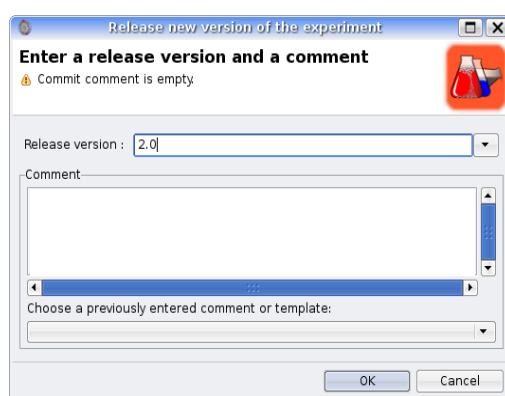 Release new version of the experiment
Enter a release version and a comment
Commit comment is empty.
Release version : 2.0
Comment
Choose a previously entered comment or template:
OK Cancel